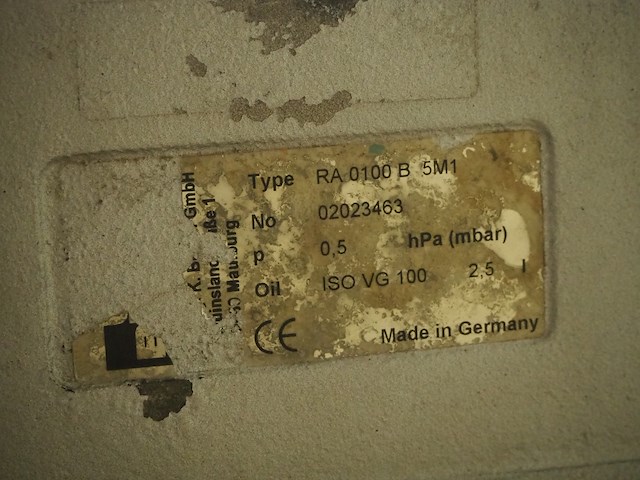 Type RA 0100 B 5M1
No 02023463
p 0,5 hPa (mbar)
Oil ISO VG 100 2,5 l
CE Made in Germany
GmbH